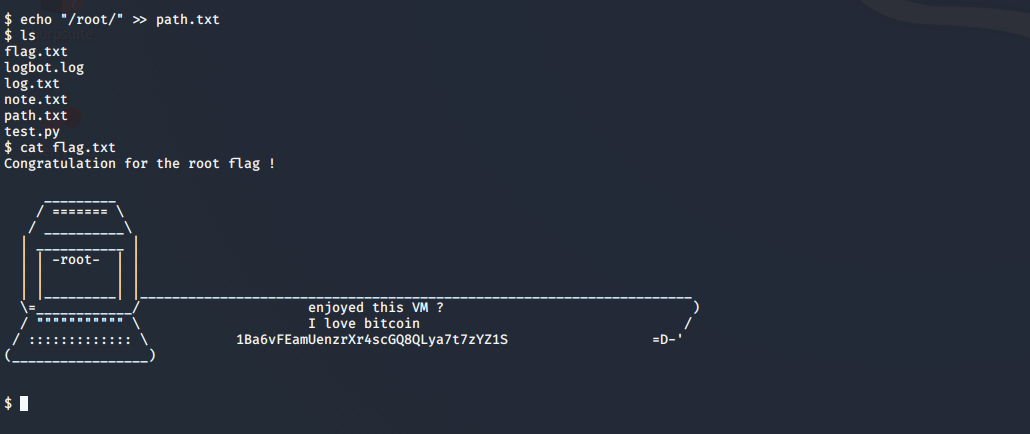 $ echo "/root/" >> path.txt
$ ls
flag.txt
logbot.log
log.txt
note.txt
path.txt
test.py
$ cat flag.txt
Congratulation for the root flag !
-root-
enjoyed this VM ?
I love bitcoin
1Ba6vFEamUenzrXr4scGQ8QLya7t7zYZ1S =D-'
$